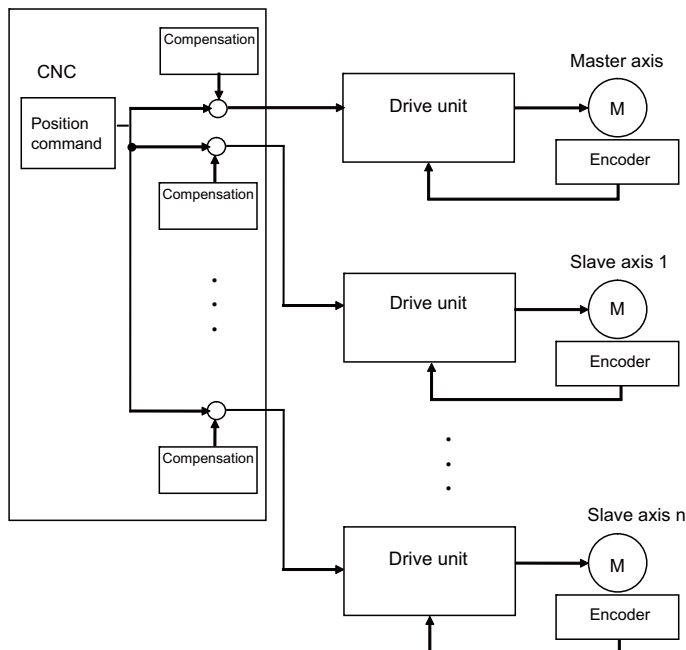 Compensation
CNC
Master axis
Position
command
Drive unit
M
Encoder
Compensation
Slave axis 1
Drive unit
M
Encoder
Compensation
Slave axis n
Drive unit
M
Encoder